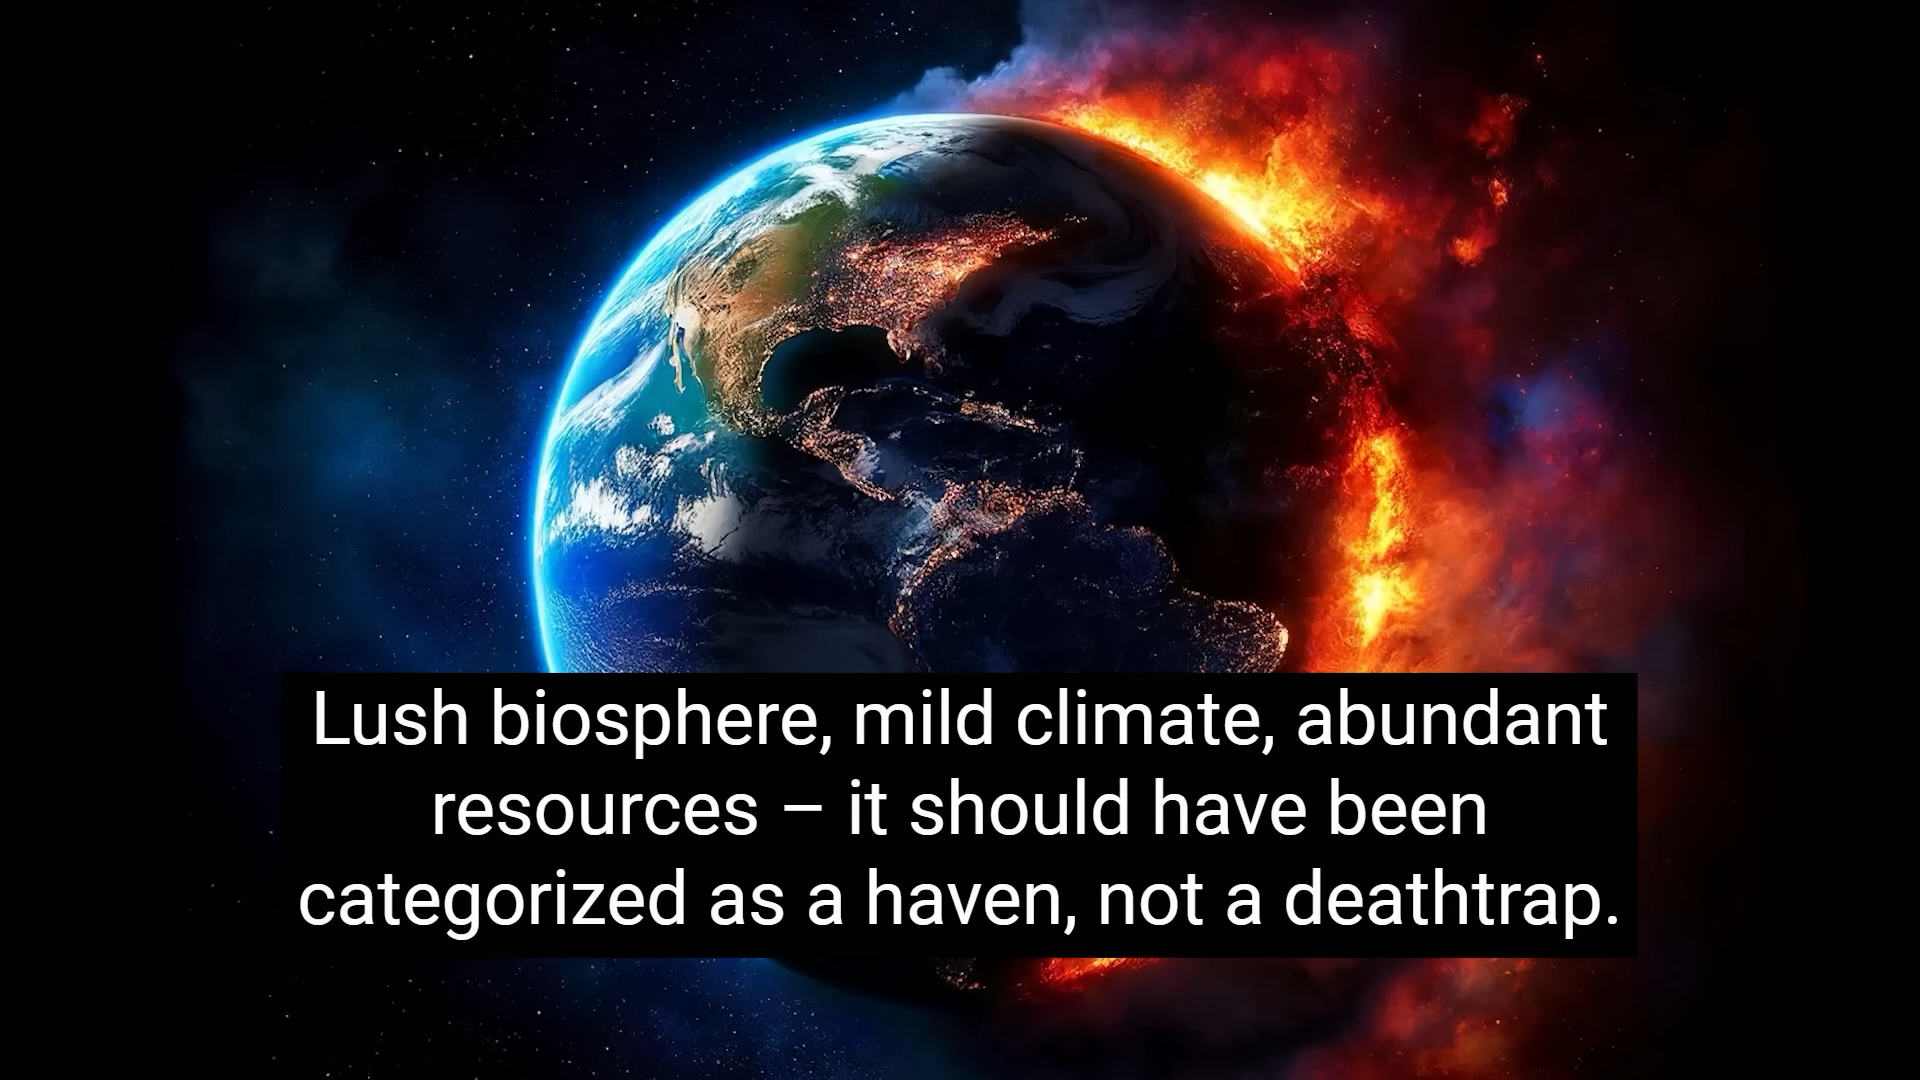 Lush biosphere, mild climate, abundant
resources – it should have been
categorized as a haven, not a deathtrap.